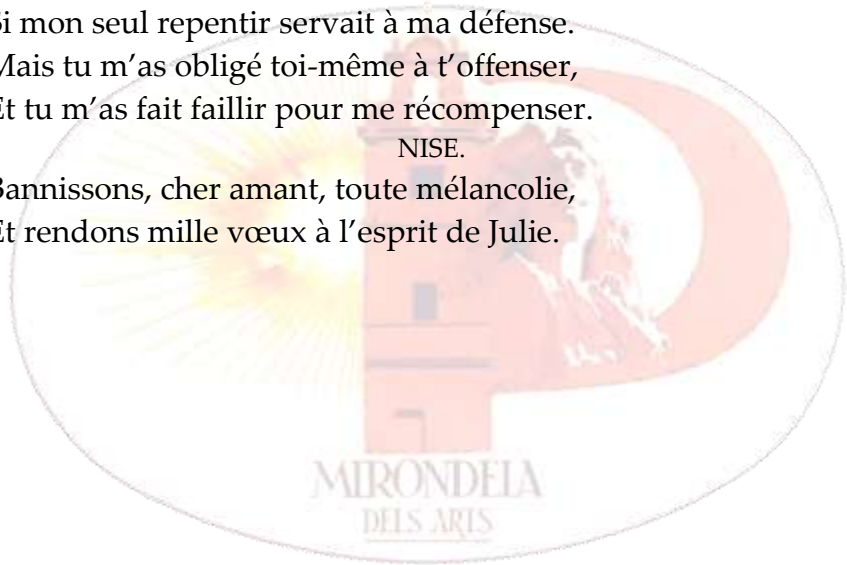 i mon seul repentir servait à ma défense.
Mais tu m’as obligé toi-même à t’offenser,
Et tu m’as fait faillir pour me récompenser.
NISE.
Bannissons, cher amant, toute mélancolie,
Et rendons mille vœux à l’esprit de Julie.
MIRONDELA
DELS ARTS